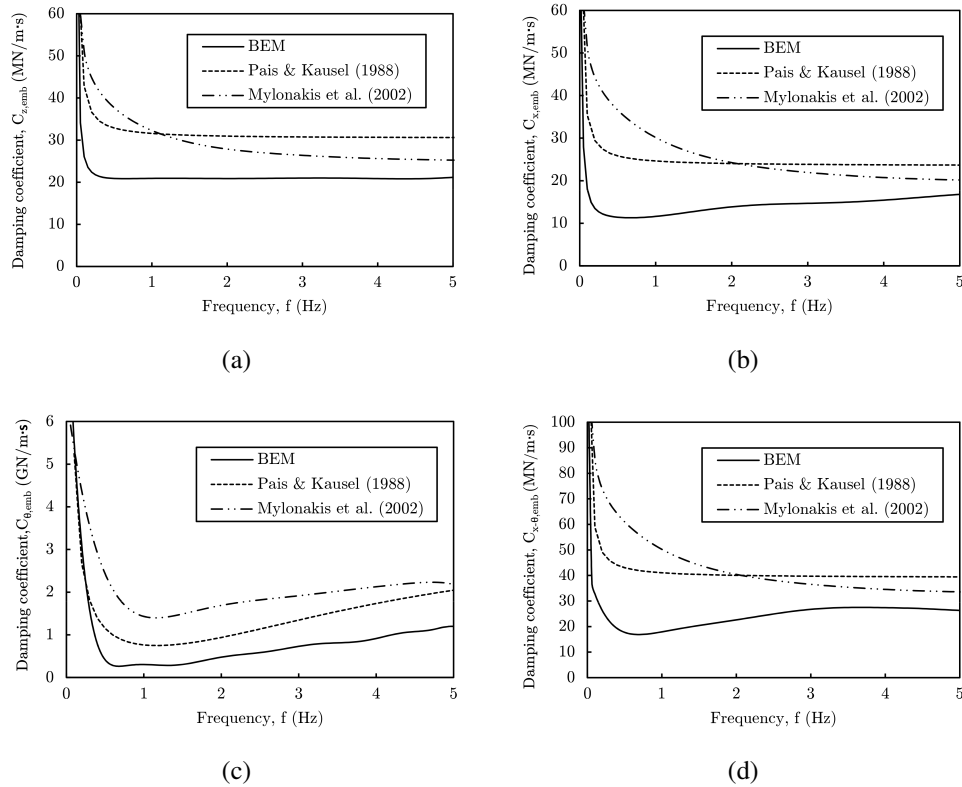 60
50
40
30
20
10
0
Damping coefficient, C_z,emb (MN/m·s)
BEM
Pais & Kausel (1988)
Mylonakis et al. (2002)
0 1 2 3 4 5
Frequency, f (Hz)
(a)
60
50
40
30
20
10
0
Damping coefficient, C_x,emb (MN/m·s)
BEM
Pais & Kausel (1988)
Mylonakis et al. (2002)
0 1 2 3 4 5
Frequency, f (Hz)
(b)
6
5
4
3
2
1
0
Damping coefficient,C_θ,emb (GN/m·s)
BEM
Pais & Kausel (1988)
Mylonakis et al. (2002)
0 1 2 3 4 5
Frequency, f (Hz)
(c)
100
90
80
70
60
50
40
30
20
10
0
Damping coefficient, C_x-θ,emb (MN/m·s)
BEM
Pais & Kausel (1988)
Mylonakis et al. (2002)
0 1 2 3 4 5
Frequency, f (Hz)
(d)